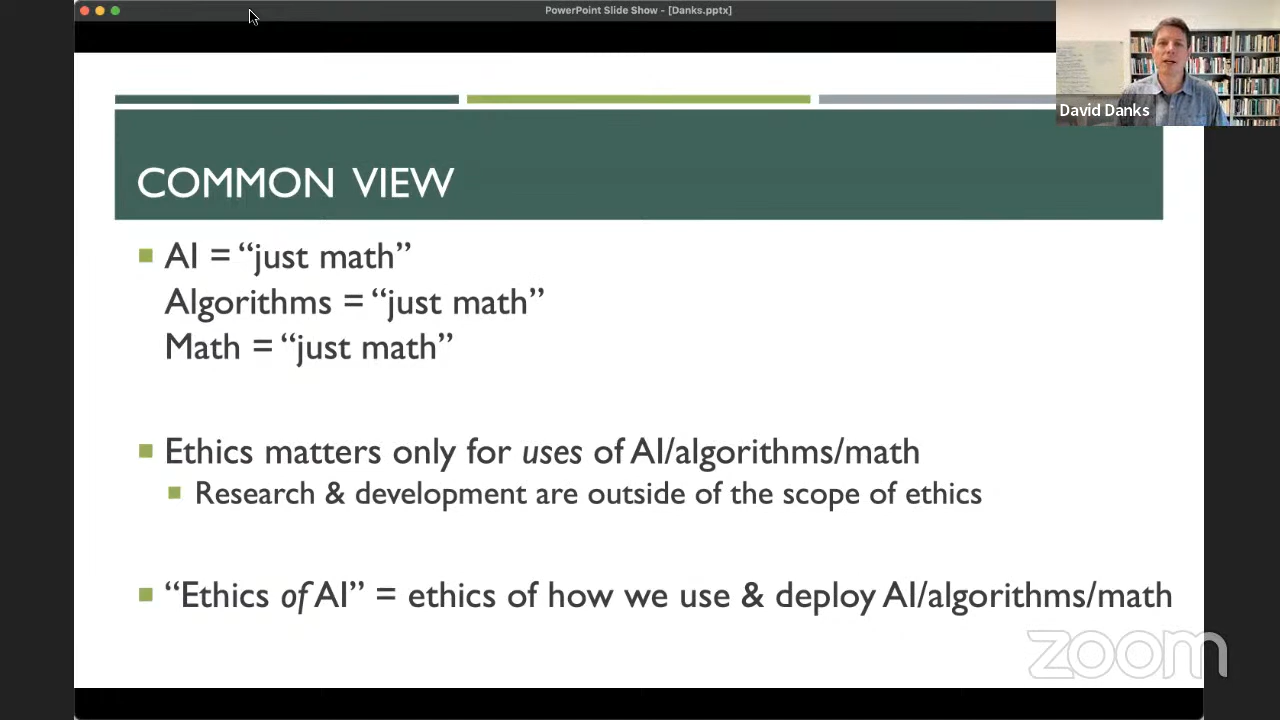 PowerPoint Slide Show - [Danks.pptx]
David Danks
COMMON VIEW
AI = “just math”
Algorithms = “just math”
Math = “just math”
Ethics matters only for uses of AI/algorithms/math
Research & development are outside of the scope of ethics
“Ethics of AI” = ethics of how we use & deploy AI/algorithms/math
zoom